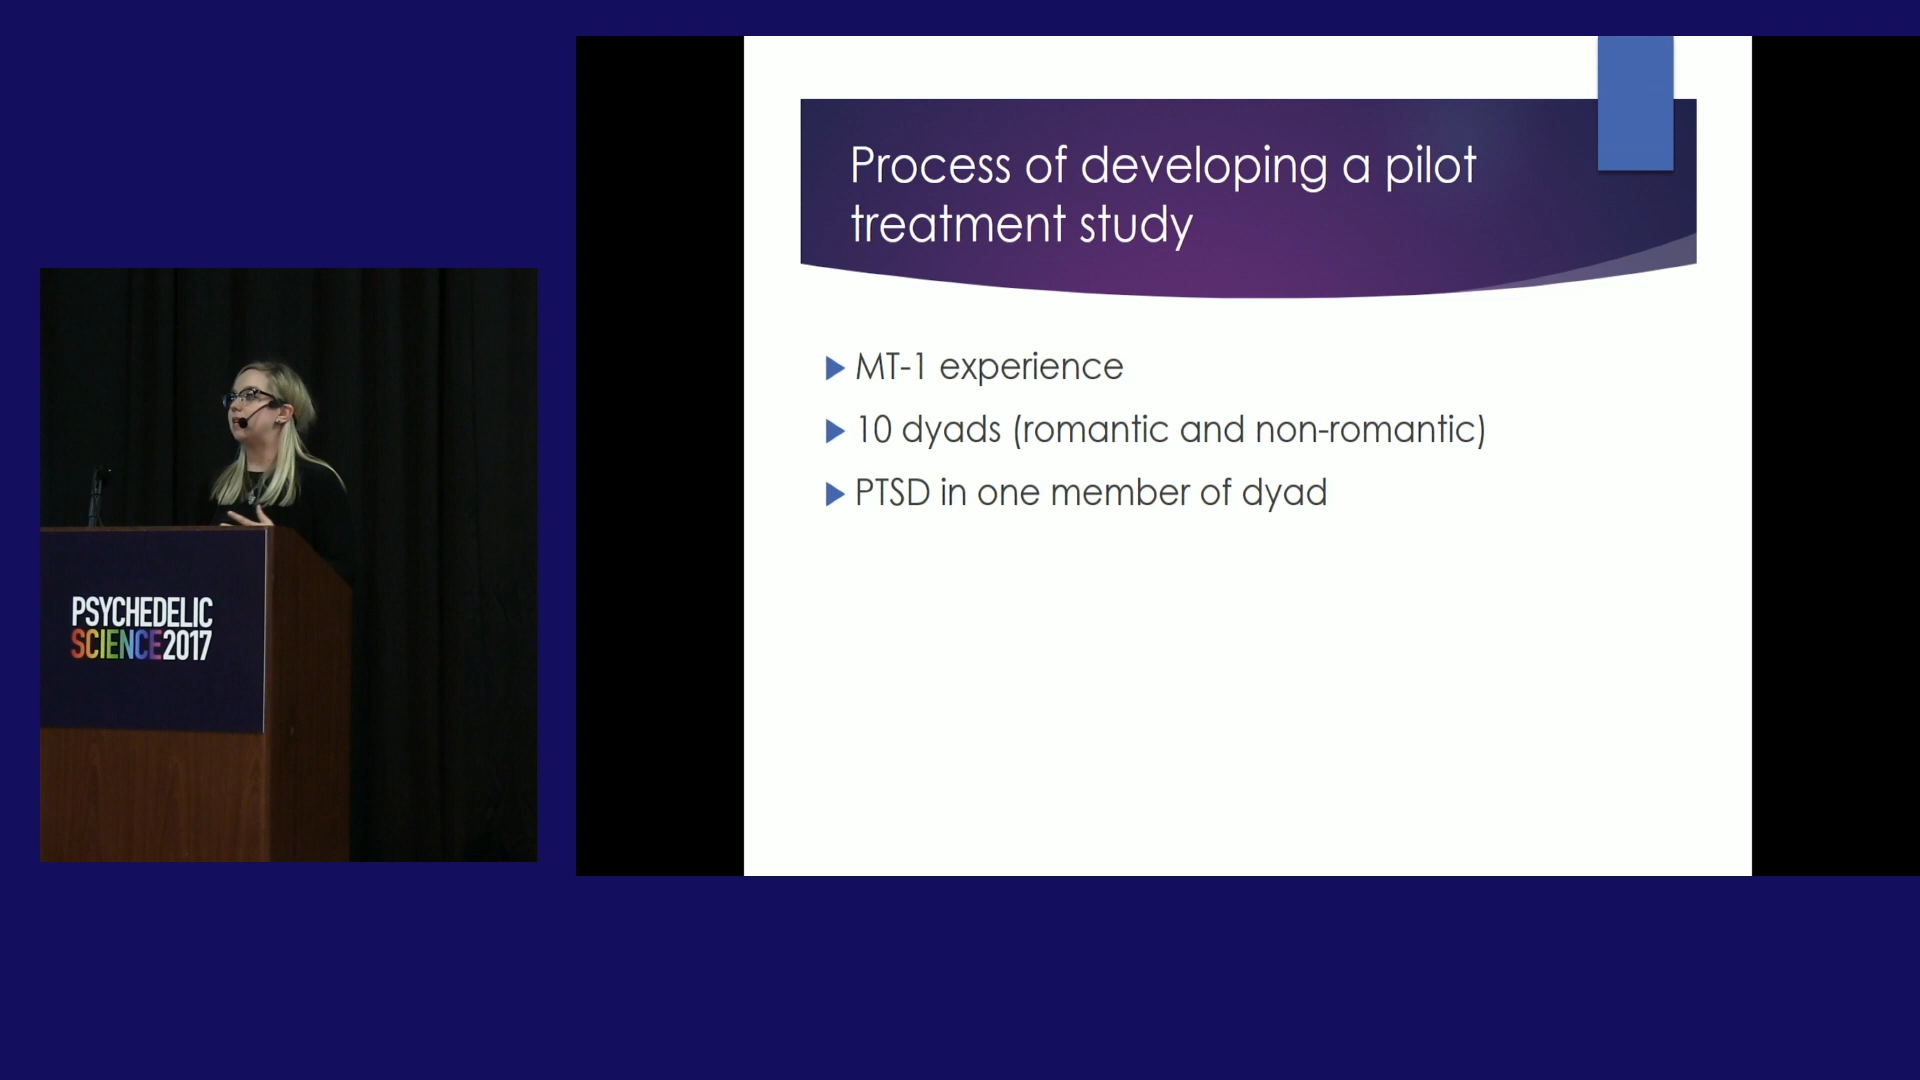 Process of developing a pilot
treatment study
MT-1 experience
10 dyads (romantic and non-romantic)
PTSD in one member of dyad
PSYCHEDELIC
SCIENCE2017